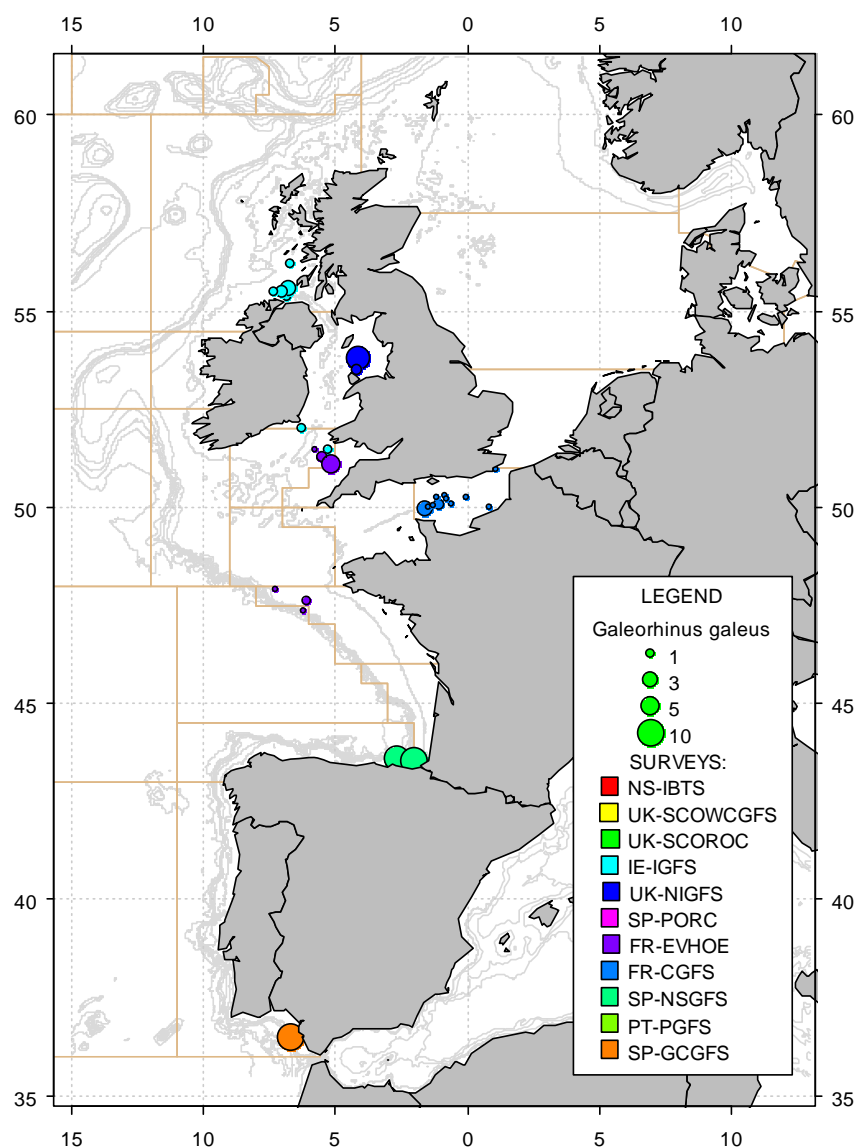 15 10 5 0 5 10
60 60
55 55
50 50
45 45
40 40
35 35
LEGEND
Galeorhinus galeus
1
3
5
10
SURVEYS:
NS-IBTS
UK-SCOWCGFS
UK-SCOROC
IE-IGFS
UK-NIGFS
SP-PORC
FR-EVHOE
FR-CGFS
SP-NSGFS
PT-PGFS
SP-GCGFS
15 10 5 0 5 10